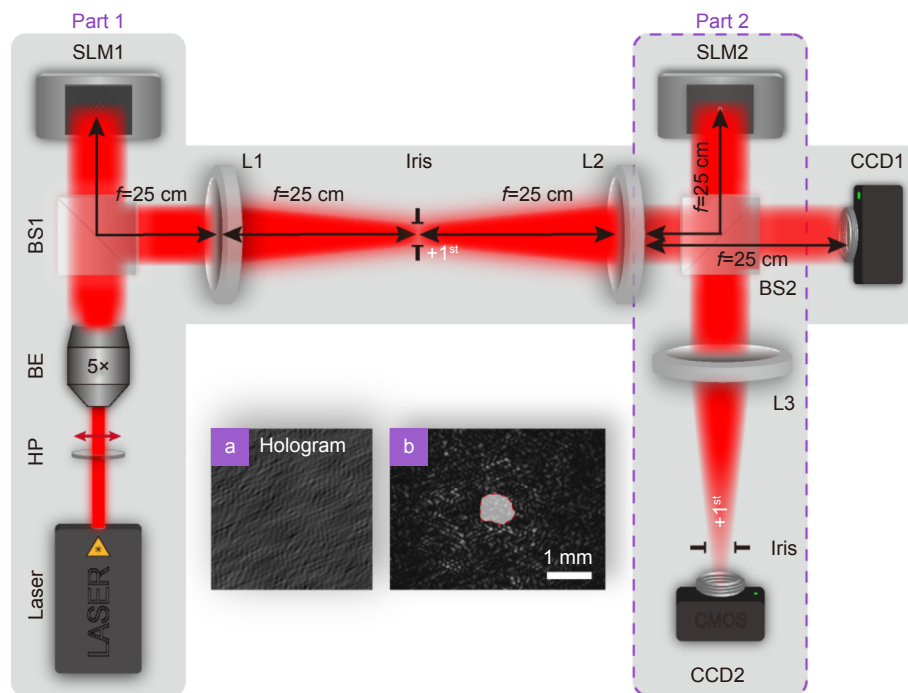 Part 1
Part 2
SLM1
SLM2
L1
Iris
L2
CCD1
f=25 cm
f=25 cm
f=25 cm
f=25 cm
f=25 cm
+1st
BS1
BS2
BE
5×
L3
HP
a
Hologram
b
1 mm
+1st
Iris
Laser
LASER
CMOS
CCD2